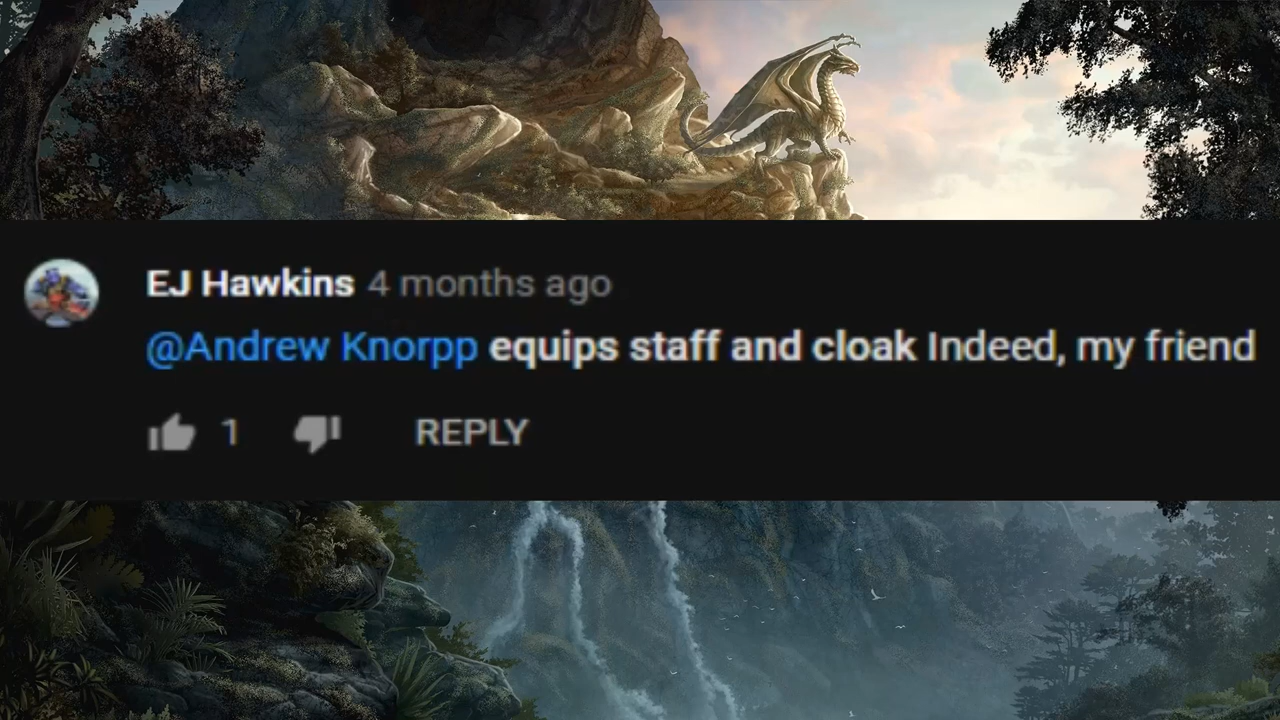 EJ Hawkins 4 months ago
@Andrew Knorpp equips staff and cloak Indeed, my friend
1 REPLY